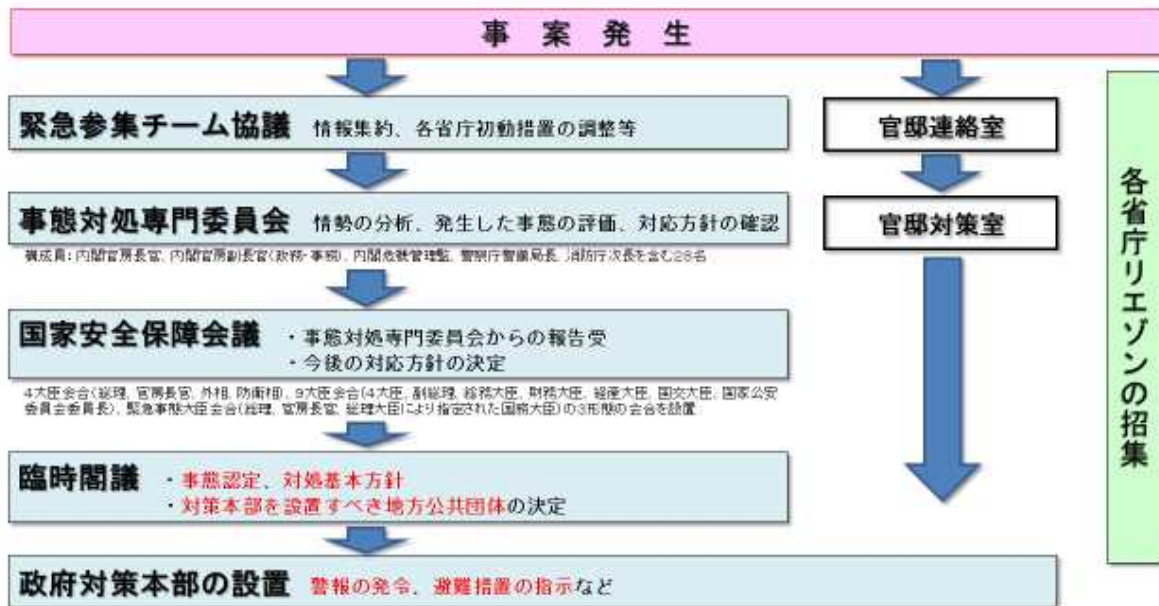 事案発生
緊急参集チーム協議 情報集約、各省庁初動措置の調整等
官邸連絡室
事態対処専門委員会 情勢の分析、発生した事態の評価、対応方針の確認
官邸対策室
構成員：内閣官房長官、内閣官房副長官（政務・事務）、内閣危機管理監、警察庁警備局長、消防庁次長を含む28名
国家安全保障会議 ・事態対処専門委員会からの報告受
・今後の対応方針の決定
4大臣会合（総理、官房長官、外相、防衛相）、9大臣会合（4大臣、副総理、総務大臣、財務大臣、経産大臣、国交大臣、国家公安
委員会委員長）、緊急事態大臣会合（総理、官房長官、総理大臣により指定された国務大臣）の3形態の会合を設置
臨時閣議 ・事態認定、対処基本方針
・対策本部を設置すべき地方公共団体の決定
政府対策本部の設置 警報の発令、避難措置の指示など
各省庁リエゾンの招集